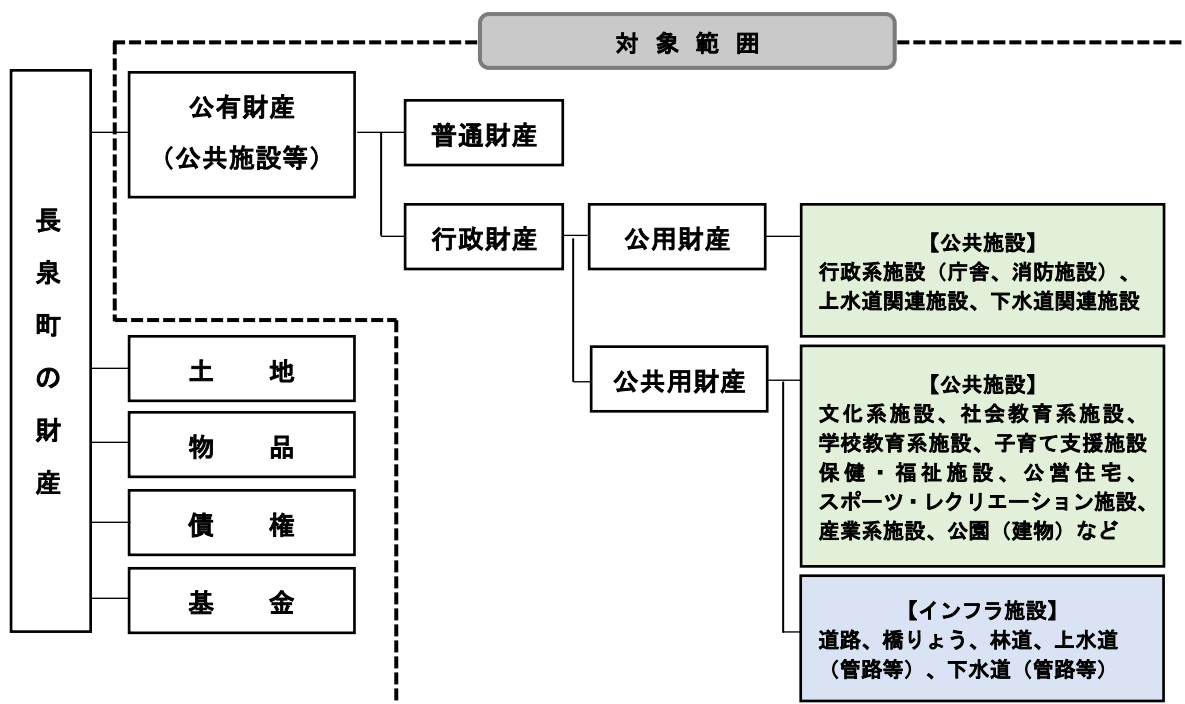 対象範囲
長泉町の財産
公有財産
（公共施設等）
普通財産
行政財産
公用財産
【公共施設】
行政系施設（庁舎、消防施設）、
上水道関連施設、下水道関連施設
公共用財産
【公共施設】
文化系施設、社会教育系施設、
学校教育系施設、子育て支援施設
保健・福祉施設、公営住宅、
スポーツ・レクリエーション施設、
産業系施設、公園（建物）など
【インフラ施設】
道路、橋りょう、林道、上水道
（管路等）、下水道（管路等）
土地
物品
債権
基金